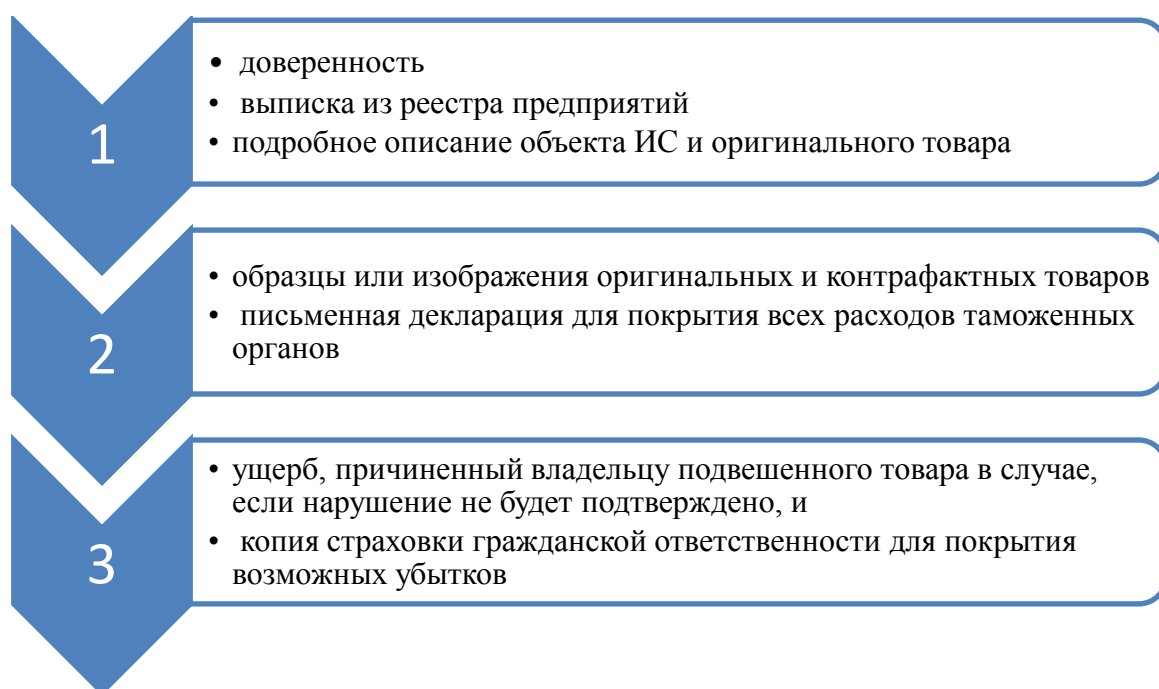 1
• доверенность
• выписка из реестра предприятий
• подробное описание объекта ИС и оригинального товара
2
• образцы или изображения оригинальных и контрафактных товаров
• письменная декларация для покрытия всех расходов таможенных
органов
3
• ущерб, причиненный владельцу подвешенного товара в случае,
если нарушение не будет подтверждено, и
• копия страховки гражданской ответственности для покрытия
возможных убытков